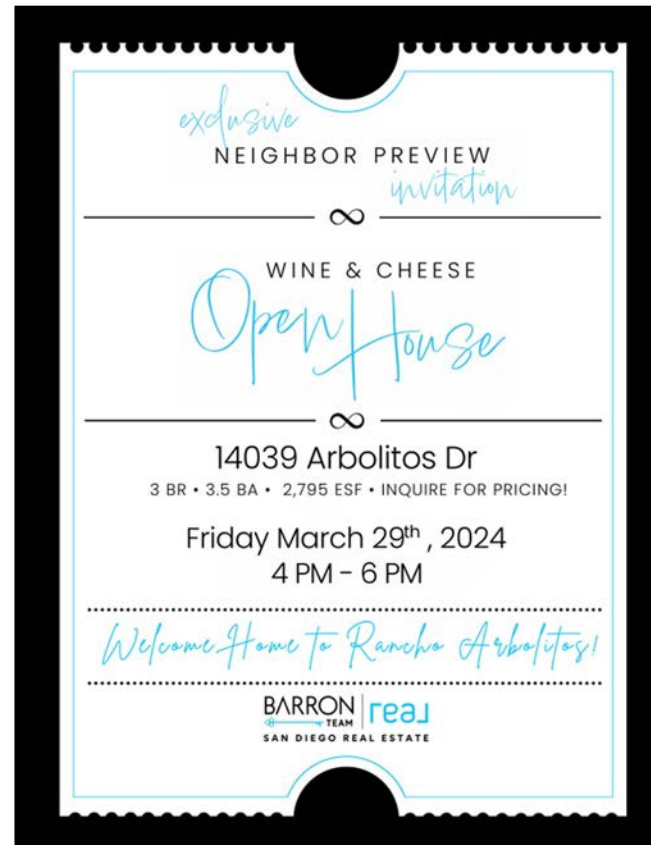 exclusive
NEIGHBOR PREVIEW
invitation
WINE & CHEESE
Open House
14039 Arbolitos Dr
3 BR • 3.5 BA • 2,795 ESF • INQUIRE FOR PRICING!
Friday March 29th , 2024
4 PM - 6 PM
Welcome Home to Rancho Arbolitos!
BARRON
TEAM
real
SAN DIEGO REAL ESTATE